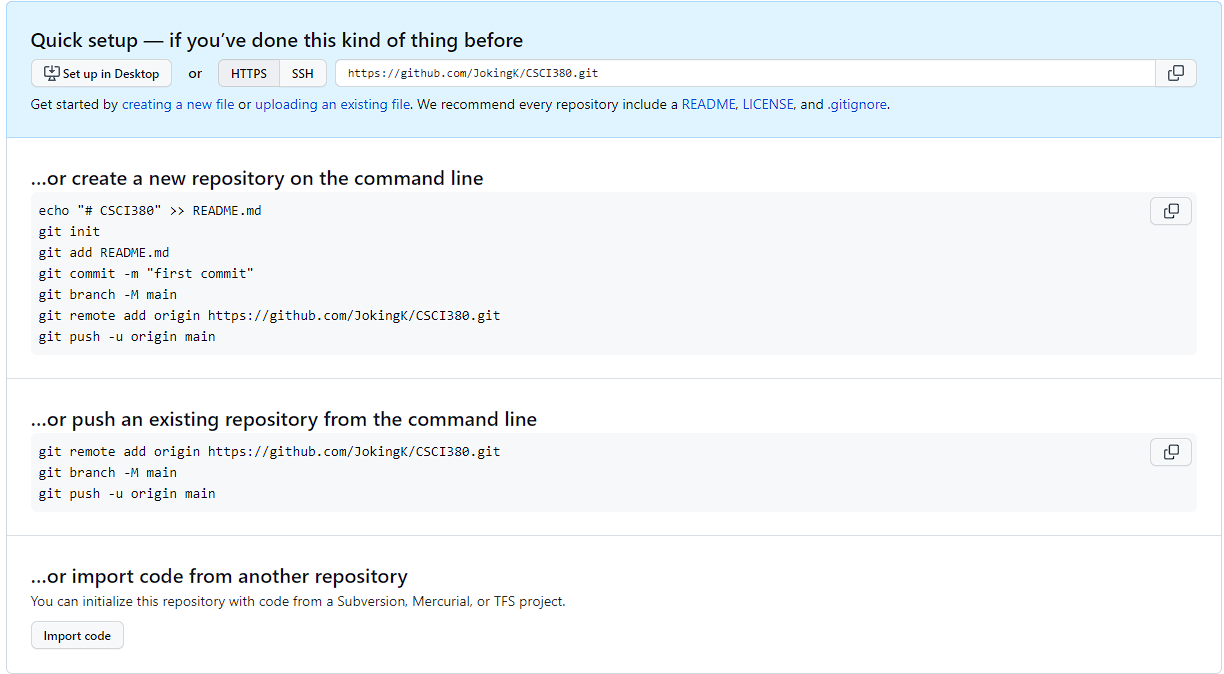 Quick setup — if you’ve done this kind of thing before
Set up in Desktop or HTTPS SSH https://github.com/JokingK/CSCI380.git
Get started by creating a new file or uploading an existing file. We recommend every repository include a README, LICENSE, and .gitignore.
…or create a new repository on the command line
echo "# CSCI380" >> README.md
git init
git add README.md
git commit -m "first commit"
git branch -M main
git remote add origin https://github.com/JokingK/CSCI380.git
git push -u origin main
…or push an existing repository from the command line
git remote add origin https://github.com/JokingK/CSCI380.git
git branch -M main
git push -u origin main
…or import code from another repository
You can initialize this repository with code from a Subversion, Mercurial, or TFS project.
Import code